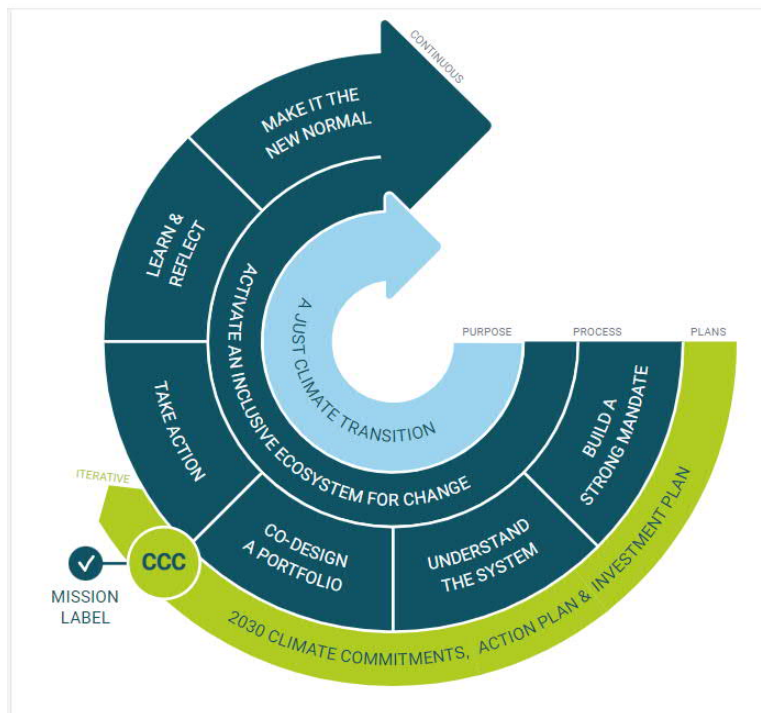 CONTINUOUS
MAKE IT THE
NEW NORMAL
LEARN &
REFLECT
ACTIVATE AN INCLUSIVE ECOSYSTEM FOR CHANGE
A JUST CLIMATE TRANSITION
PURPOSE
PROCESS
PLANS
BUILD A
STRONG MANDATE
TAKE ACTION
ITERATIVE
CO-DESIGN
A PORTFOLIO
UNDERSTAND
THE SYSTEM
CCC
MISSION
LABEL
2030 CLIMATE COMMITMENTS, ACTION PLAN & INVESTMENT PLAN